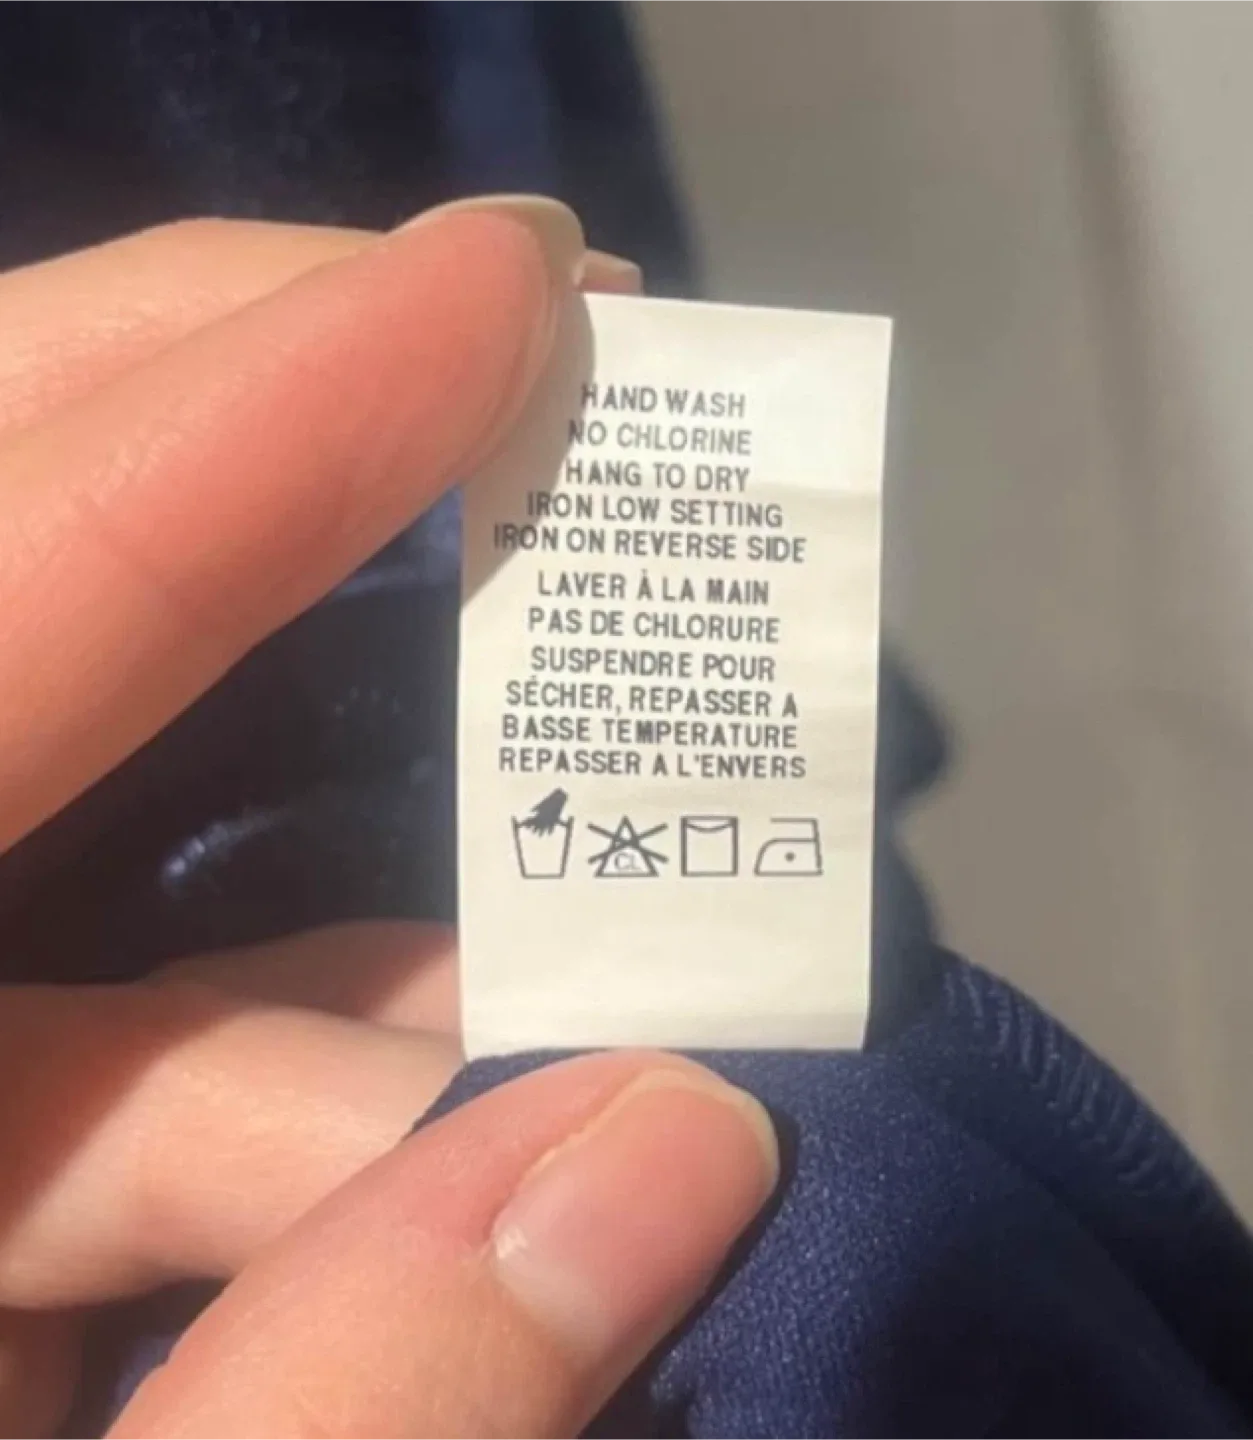 HAND WASH
NO CHLORINE
HANG TO DRY
IRON LOW SETTING
IRON ON REVERSE SIDE
LAVER À LA MAIN
PAS DE CHLORURE
SUSPENDRE POUR
SÉCHER, REPASSER A
BASSE TEMPERATURE
REPASSER A L'ENVERS
CL